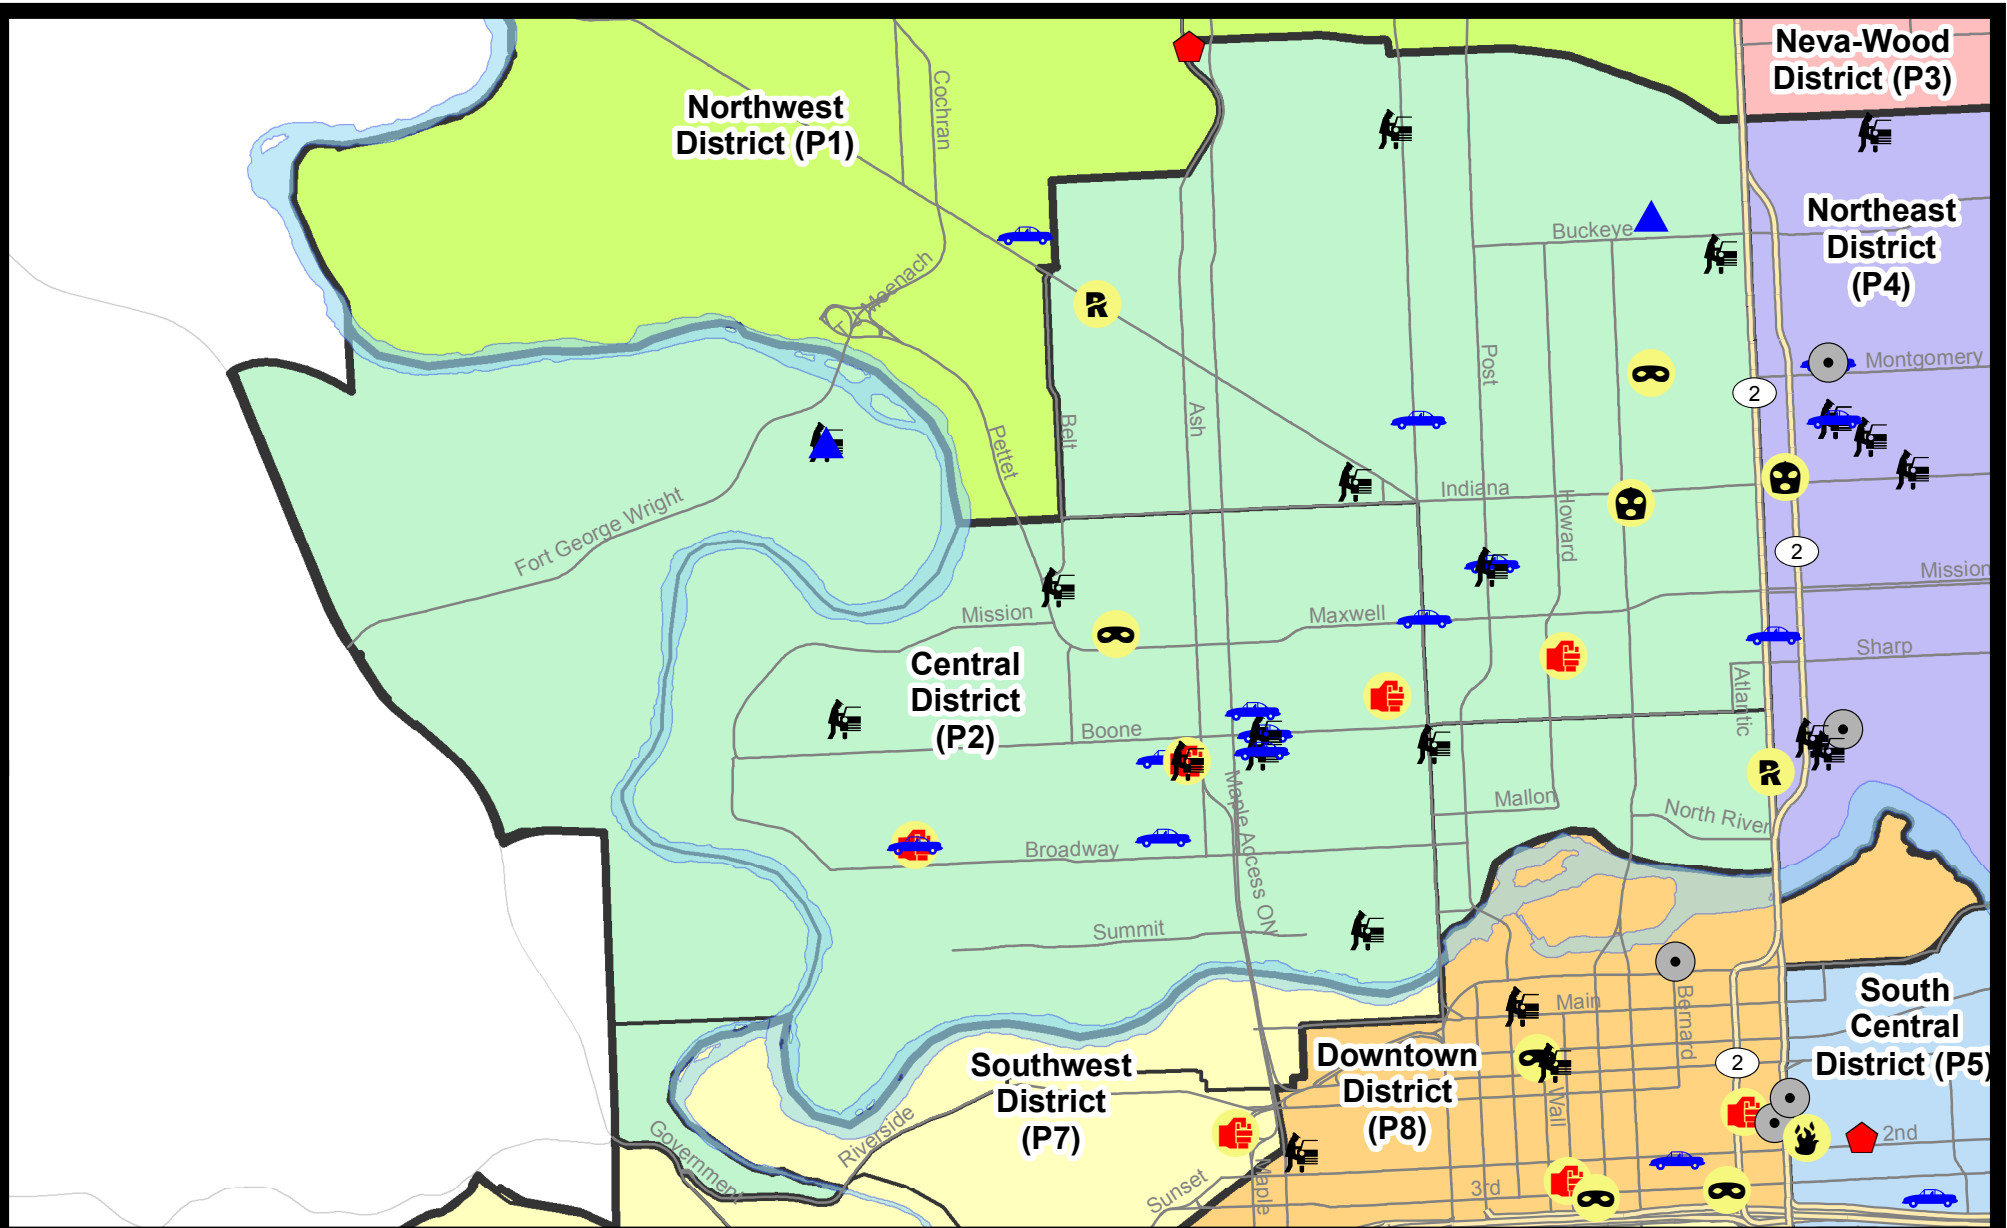 Neva-Wood
District (P3)
Northwest
District (P1)
Cochran
Northeast
District
(P4)
Buckeye
T J Meenach
Montgomery
Post
2
Ash
Belt
Pettet
Indiana
Howard
Fort George Wright
2
Mission
Mission
Maxwell
Sharp
Central
District
(P2)
Atlantic
Boone
R
R
Mallon
North River
Maple Access ON
Broadway
Summit
South
Central
District (P5)
Main
Bernard
Southwest
District
(P7)
Downtown
District
(P8)
2
Wall
Riverside
Government
2nd
Sunset
Maple
3rd